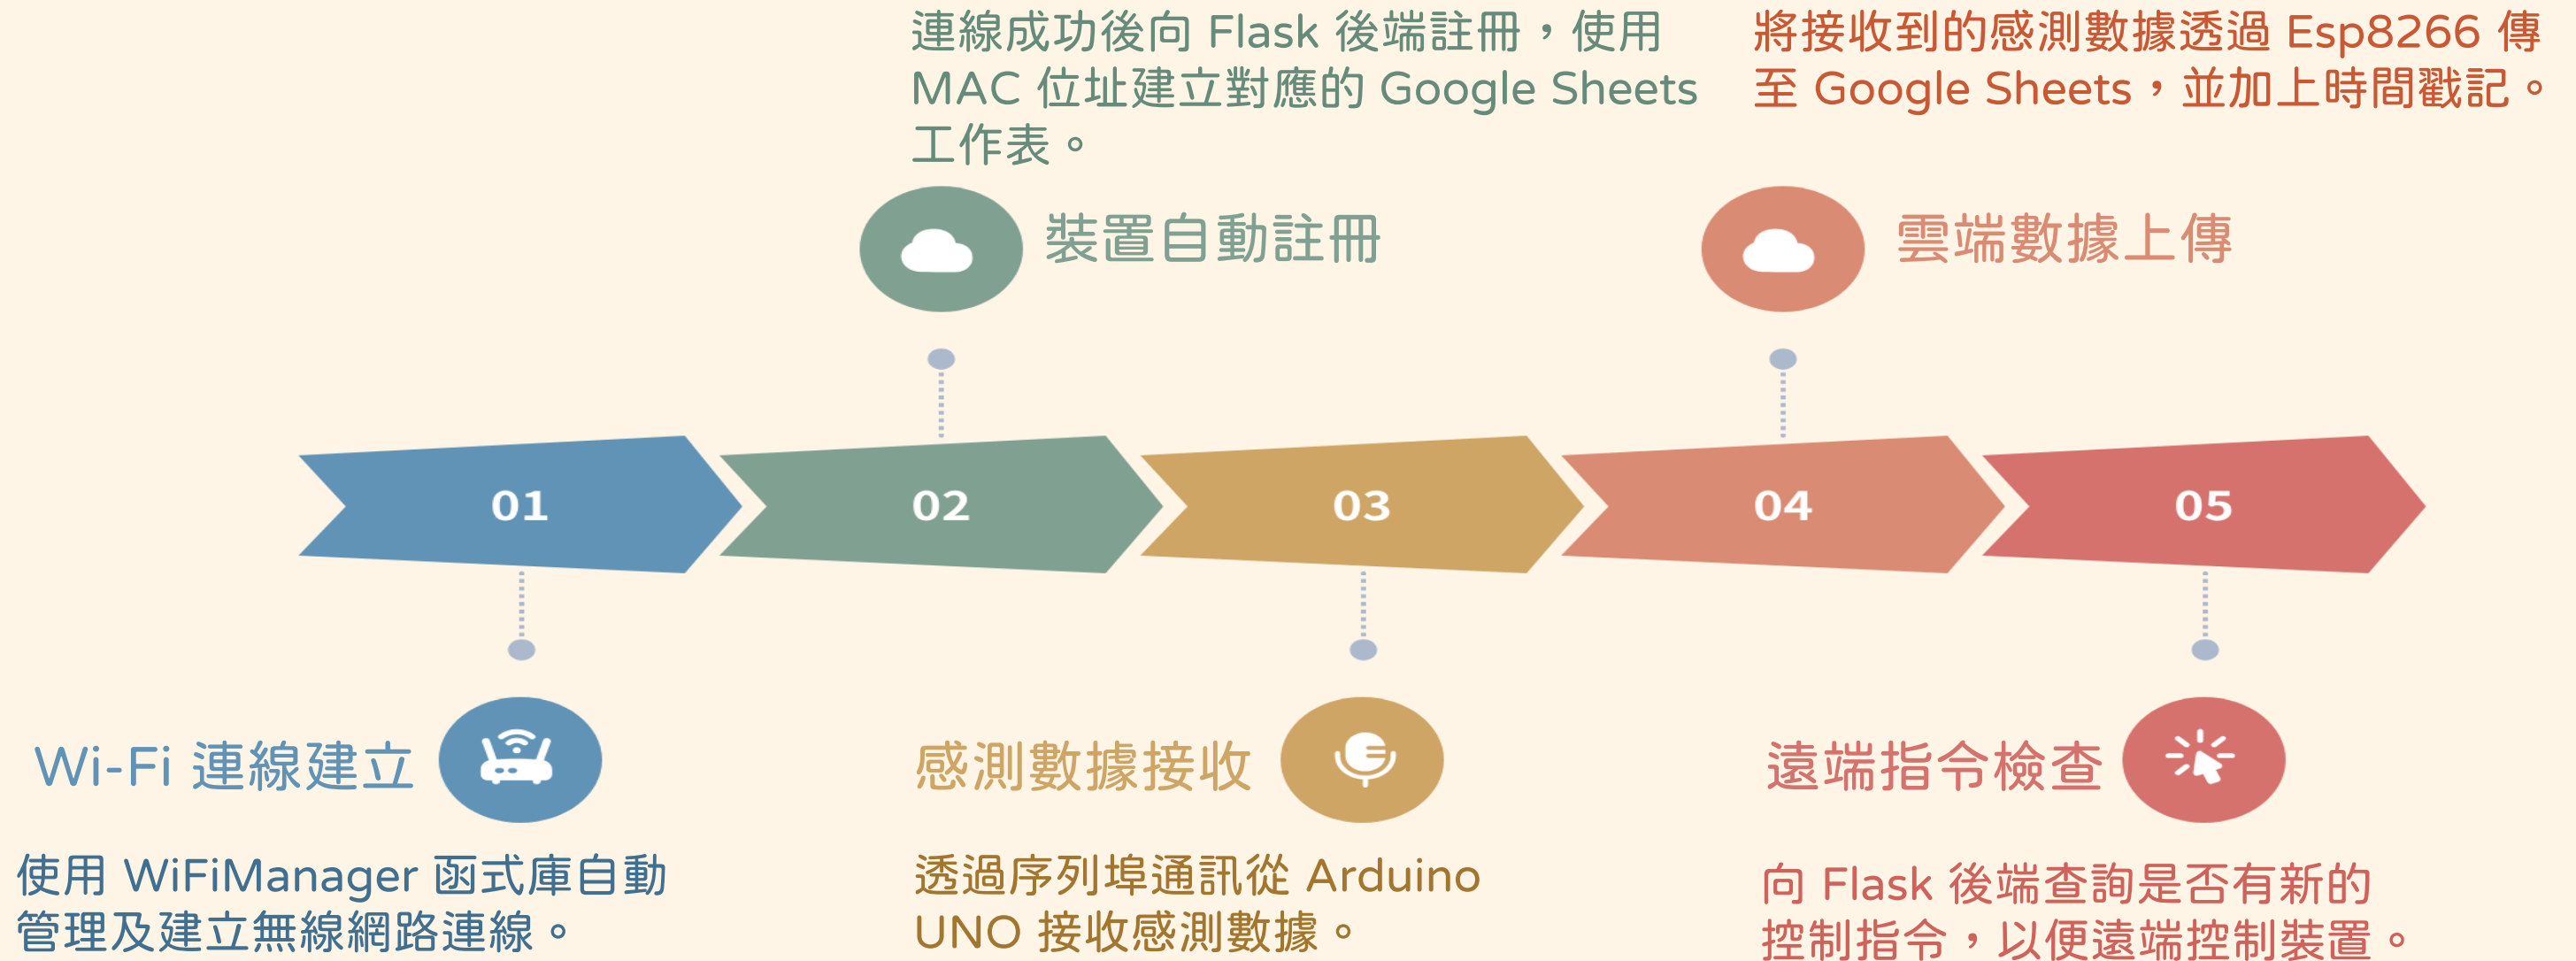 連線成功後向 Flask 後端註冊，使用
MAC 位址建立對應的 Google Sheets
工作表。
裝置自動註冊
將接收到的感測數據透過 Esp8266 傳
至 Google Sheets，並加上時間戳記。
雲端數據上傳
01
02
03
04
05
Wi-Fi 連線建立
使用 WiFiManager 函式庫自動
管理及建立無線網路連線。
感測數據接收
透過序列埠通訊從 Arduino
UNO 接收感測數據。
遠端指令檢查
向 Flask 後端查詢是否有新的
控制指令，以便遠端控制裝置。